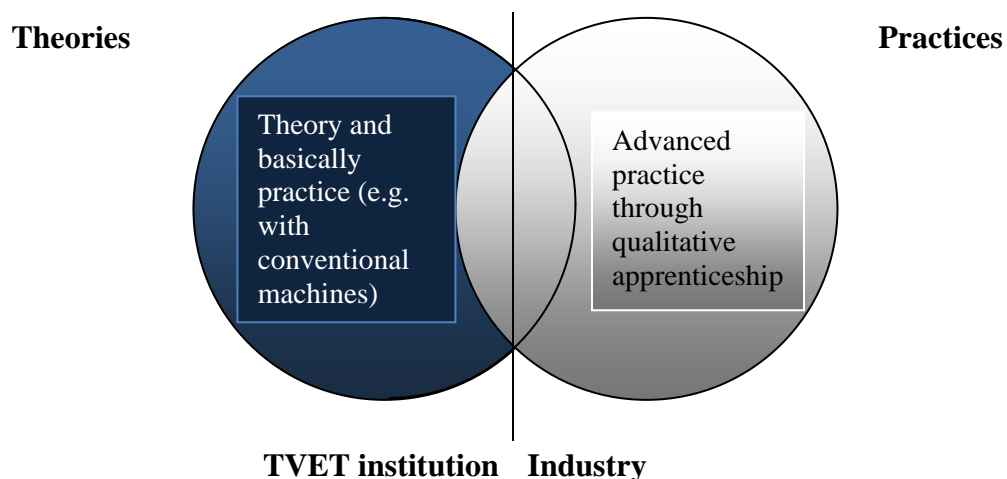 Theories
Practices
Theory and
basically
practice (e.g.
with
conventional
machines)
Advanced
practice
through
qualitative
apprenticeship
TVET institution
Industry